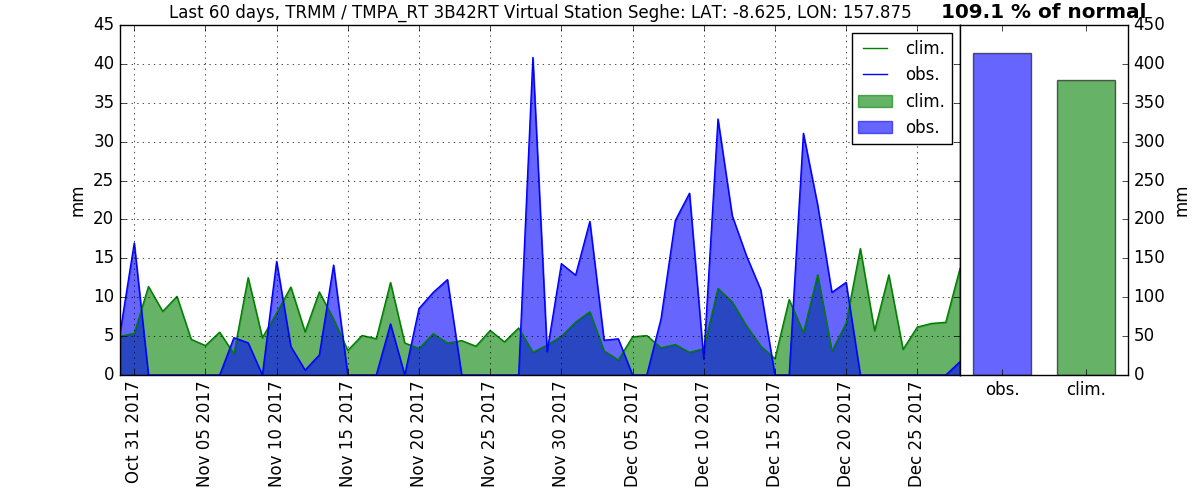 Last 60 days, TRMM / TMPA_RT 3B42RT Virtual Station Seghe: LAT: -8.625, LON: 157.875
109.1 % of normal
45
40
35
30
25
20
15
10
5
0
mm
clim.
obs.
clim.
obs.
450
400
350
300
250
200
150
100
50
0
mm
obs.
clim.
Oct 31 2017
Nov 05 2017
Nov 10 2017
Nov 15 2017
Nov 20 2017
Nov 25 2017
Nov 30 2017
Dec 05 2017
Dec 10 2017
Dec 15 2017
Dec 20 2017
Dec 25 2017